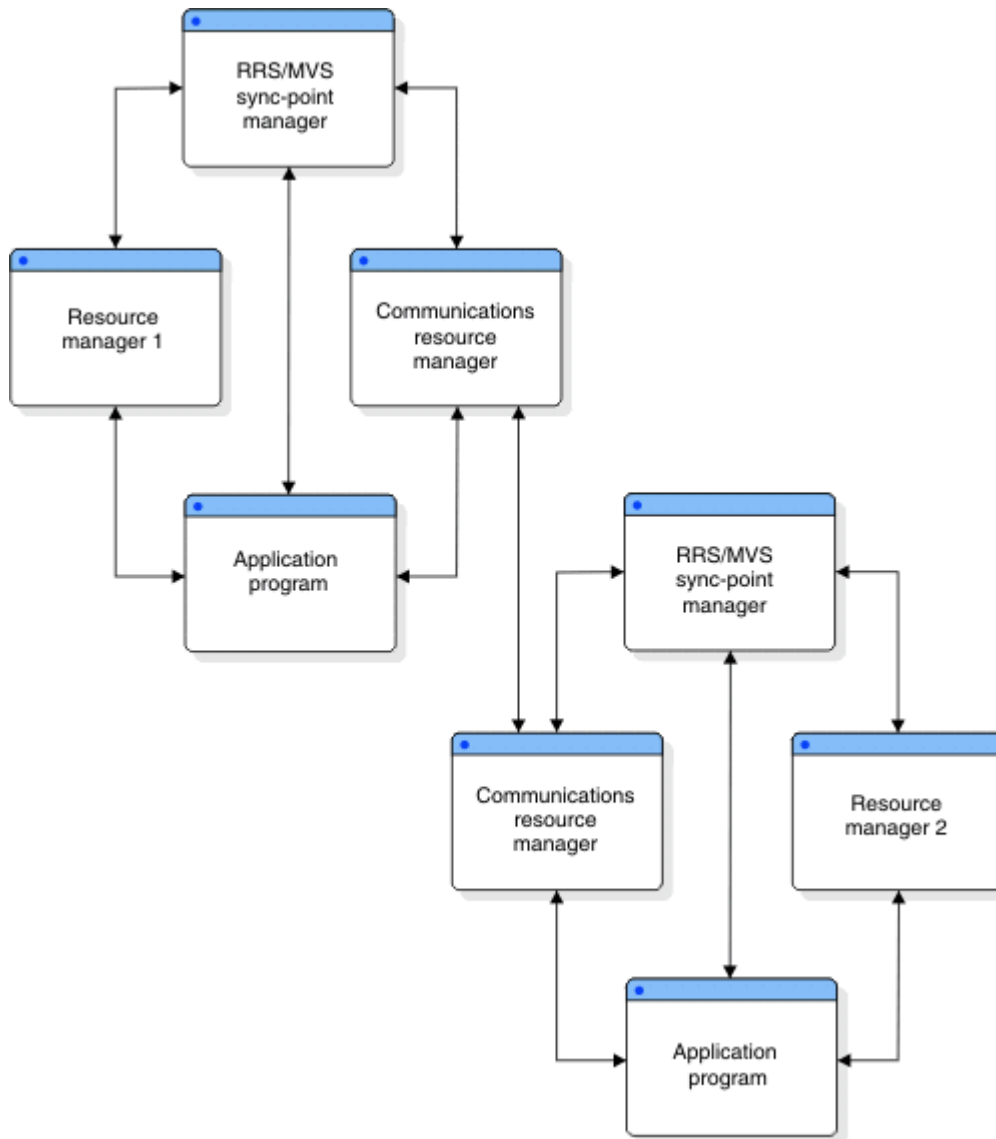 RRS/MVS
sync-point
manager
Resource
manager 1
Communications
resource
manager
Application
program
RRS/MVS
sync-point
manager
Communications
resource
manager
Resource
manager 2
Application
program